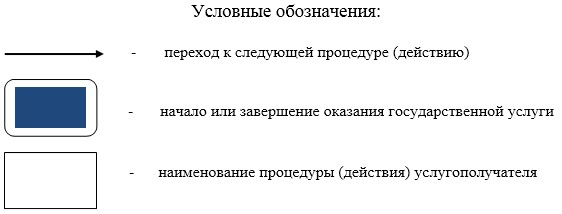 Условные обозначения:
- переход к следующей процедуре (действию)
- начало или завершение оказания государственной услуги
- наименование процедуры (действия) услугополучателя